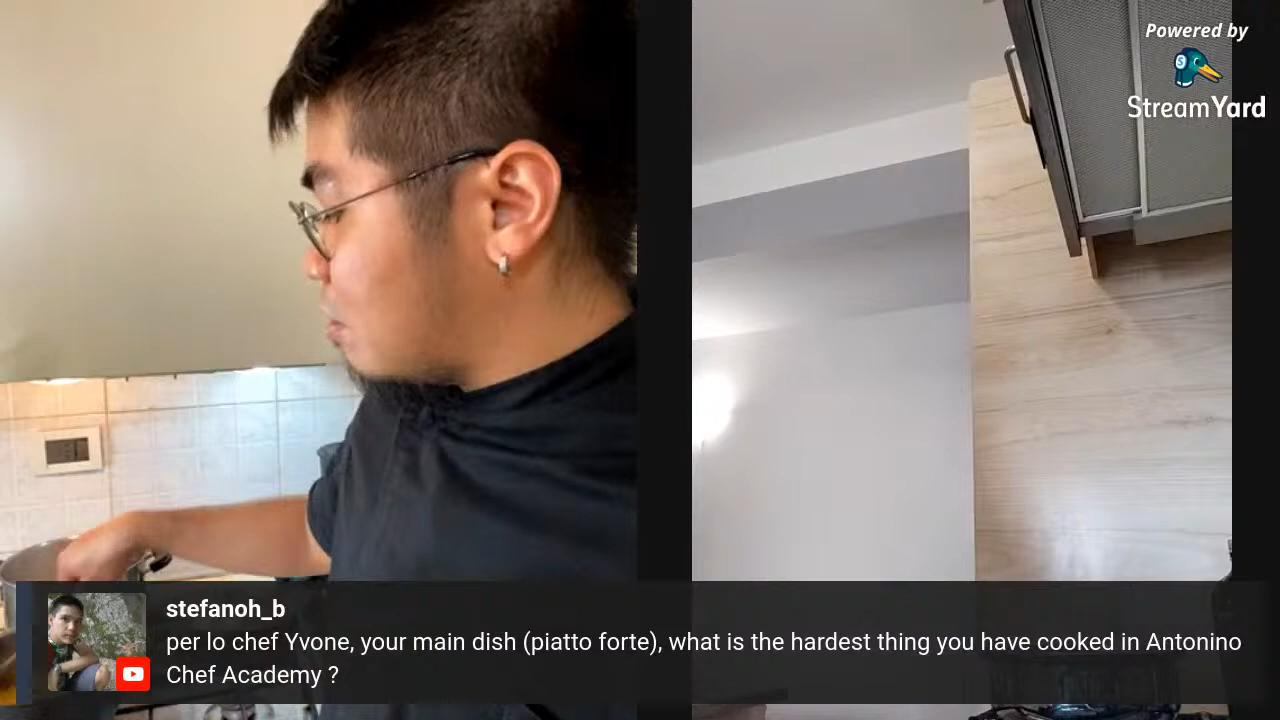 Powered by
StreamYard
stefanoh_b
per lo chef Yvone, your main dish (piatto forte), what is the hardest thing you have cooked in Antonino
Chef Academy ?